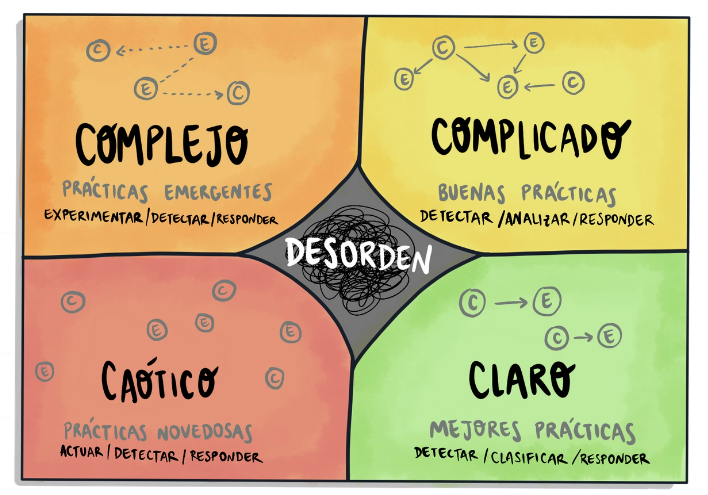 C E
E C
COMPLEJO
PRÁCTICAS EMERGENTES
EXPERIMENTAR/DETECTAR/RESPONDER
C E
E E C
COMPLICADO
BUENAS PRÁCTICAS
DETECTAR/ANALIZAR/RESPONDER
DESORDEN
C C
E E E
E C
CAÓTICO
PRÁCTICAS NOVEDOSAS
ACTUAR/DETECTAR/RESPONDER
C E
C E
CLARO
MEJORES PRÁCTICAS
DETECTAR/CLASIFICAR/RESPONDER